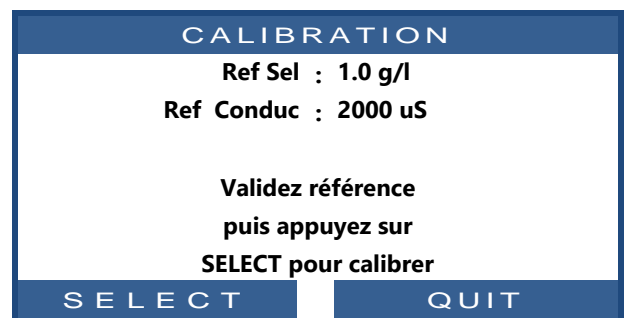 CALIBRATION
Ref Sel : 1.0 g/l
Ref Conduc : 2000 uS
Validez référence
puis appuyez sur
SELECT pour calibrer
SELECT QUIT